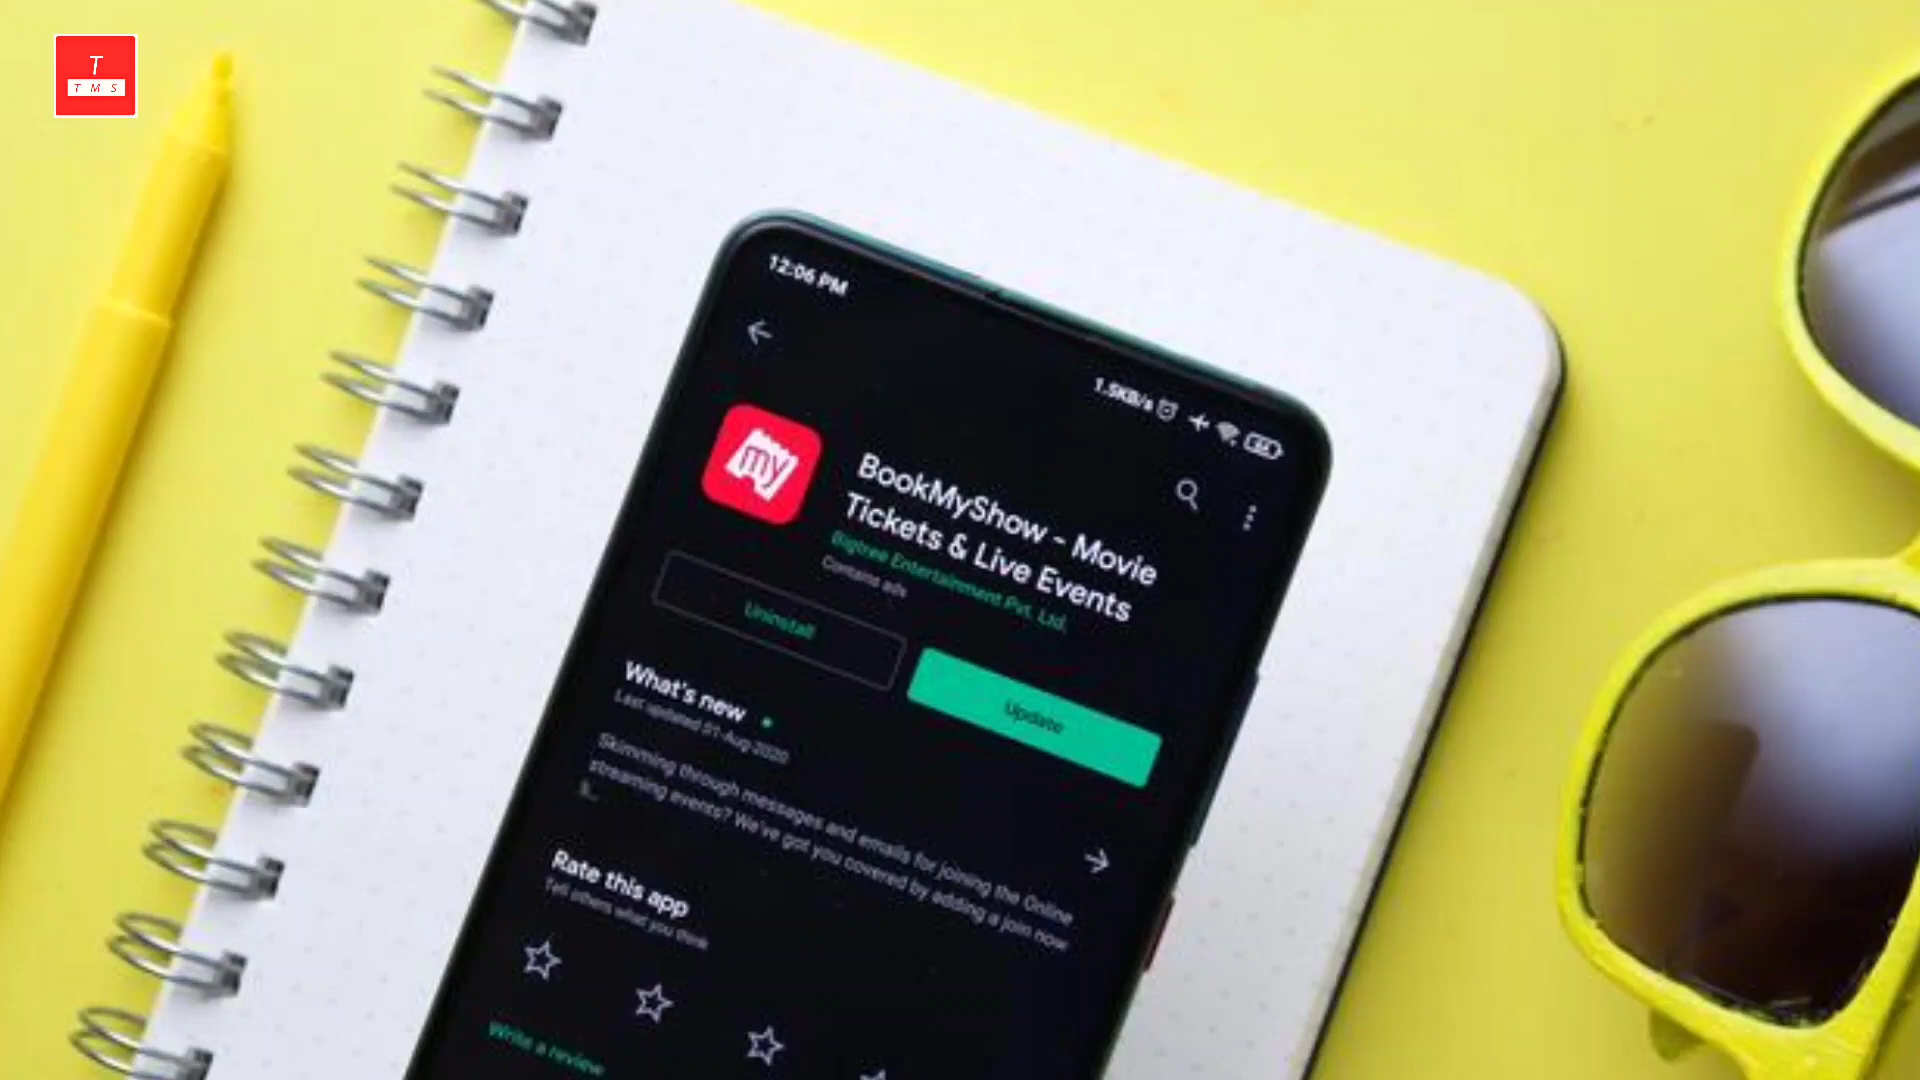 T
T M S
12:06 PM
1.5KB/s
my
BookMyShow - Movie
Tickets & Live Events
Bigtree Entertainment Pvt. Ltd.
Contains ads
Uninstall
Update
What's new
Last updated 01-Aug-2020
Skimming through messages and emails for joining the Online
streaming events? We've got you covered by adding a join now
Rate this app
Tell others what you think
Write a review